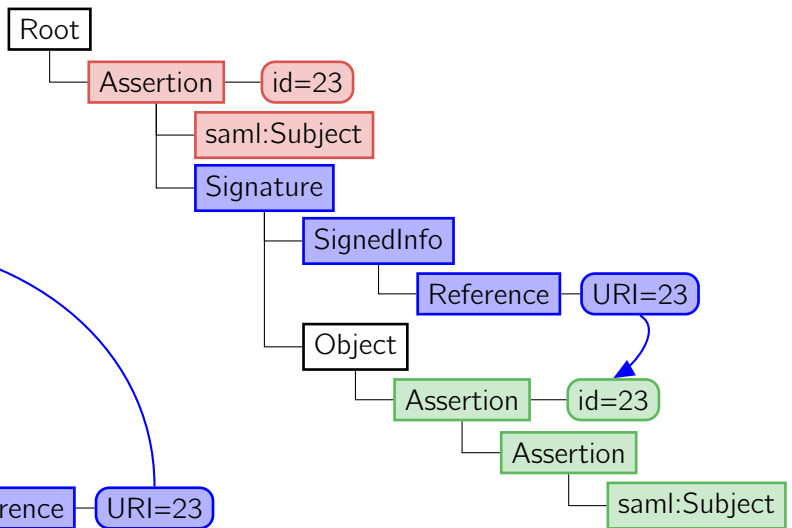 Root
Assertion id=23
saml:Subject
Signature
SignedInfo
Reference URI=23
Object
Assertion id=23
Assertion
rence URI=23
saml:Subject